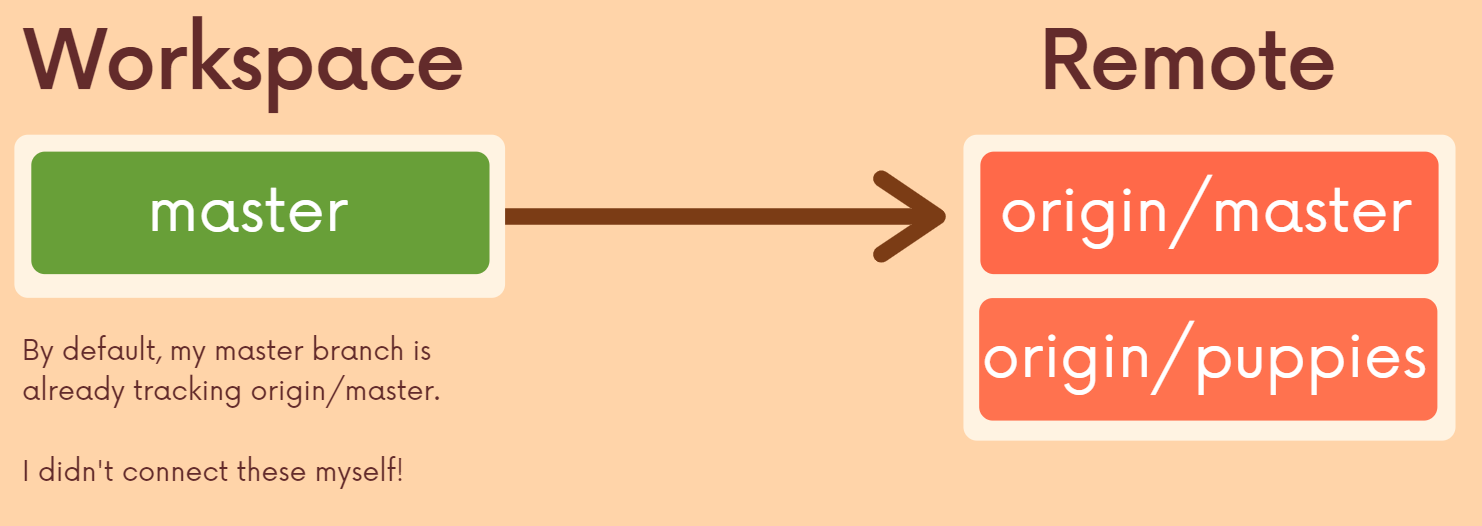 Workspace
Remote
master
origin/master
origin/puppies
By default, my master branch is
already tracking origin/master.
I didn't connect these myself!